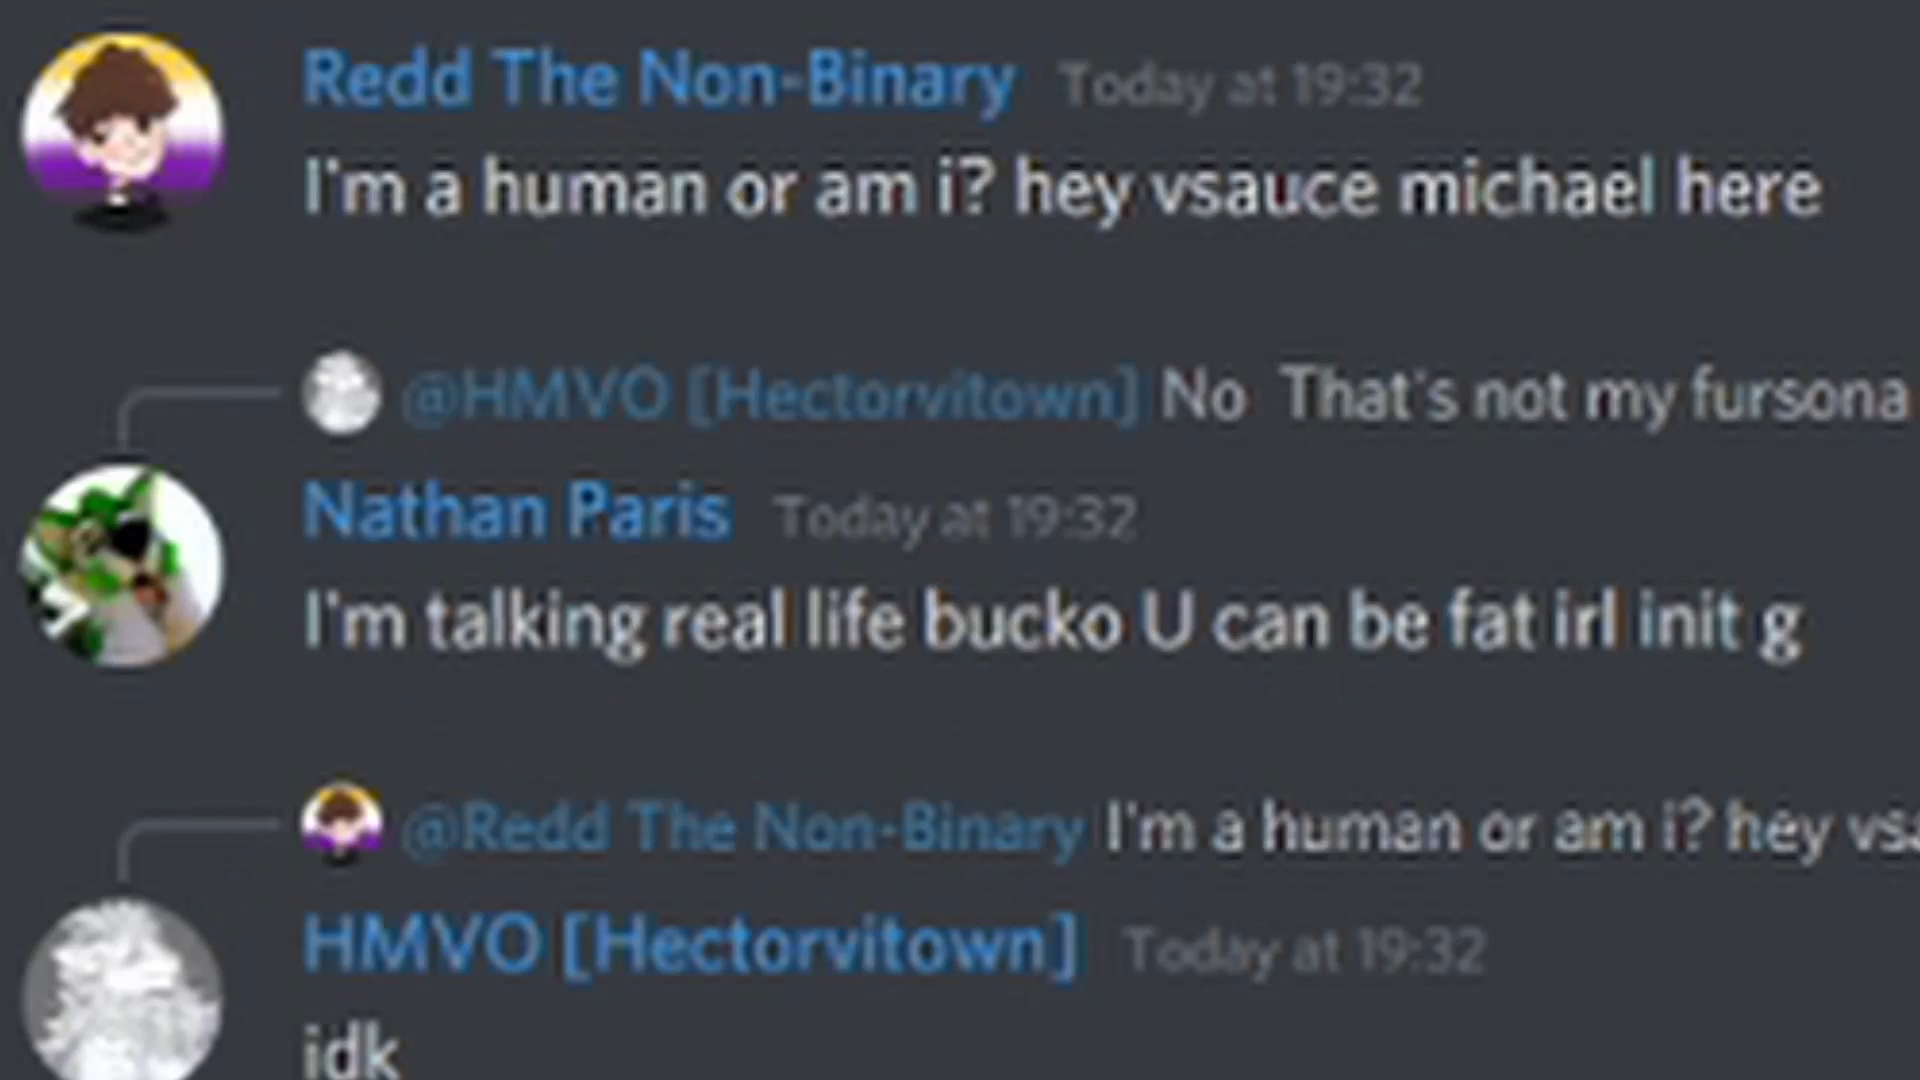 Redd The Non-Binary Today at 19:32
I'm a human or am i? hey vsauce michael here
@HMVO [Hectorvitown] No That's not my fursona
Nathan Paris Today at 19:32
I'm talking real life bucko U can be fat irl init g
@Redd The Non-Binary I'm a human or am i? hey vsa
HMVO [Hectorvitown] Today at 19:32
idk